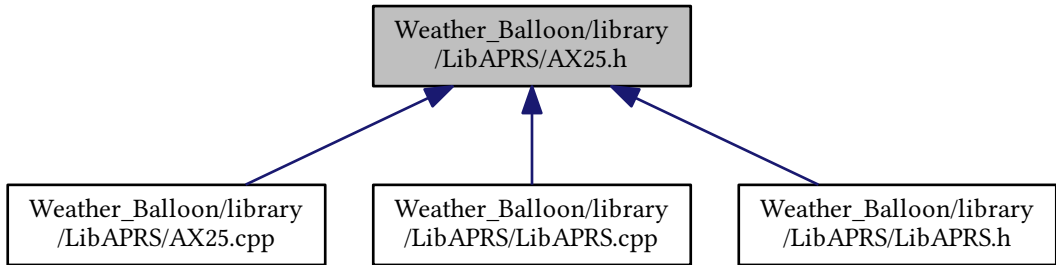 Weather_Balloon/library
/LibAPRS/AX25.h
Weather_Balloon/library
/LibAPRS/AX25.cpp
Weather_Balloon/library
/LibAPRS/LibAPRS.cpp
Weather_Balloon/library
/LibAPRS/LibAPRS.h